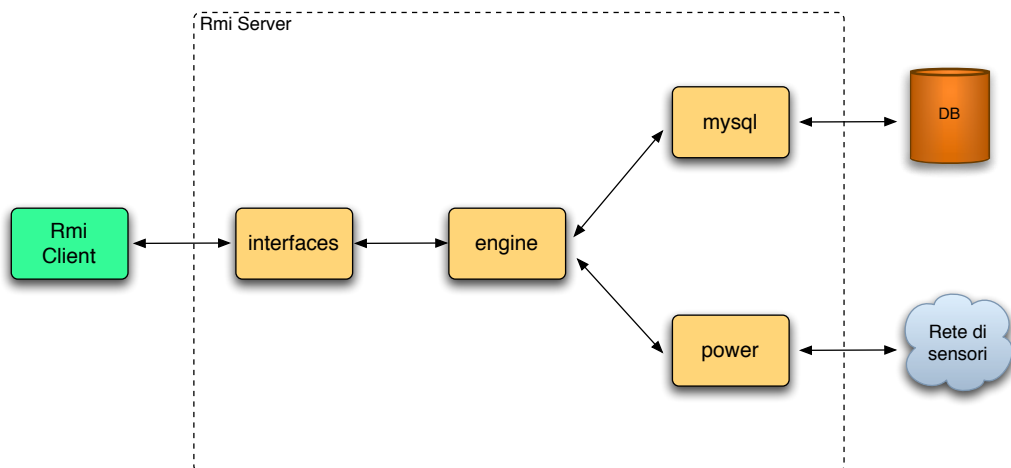 Rmi Server
mysql
DB
Rmi
Client
interfaces
engine
power
Rete di
sensori